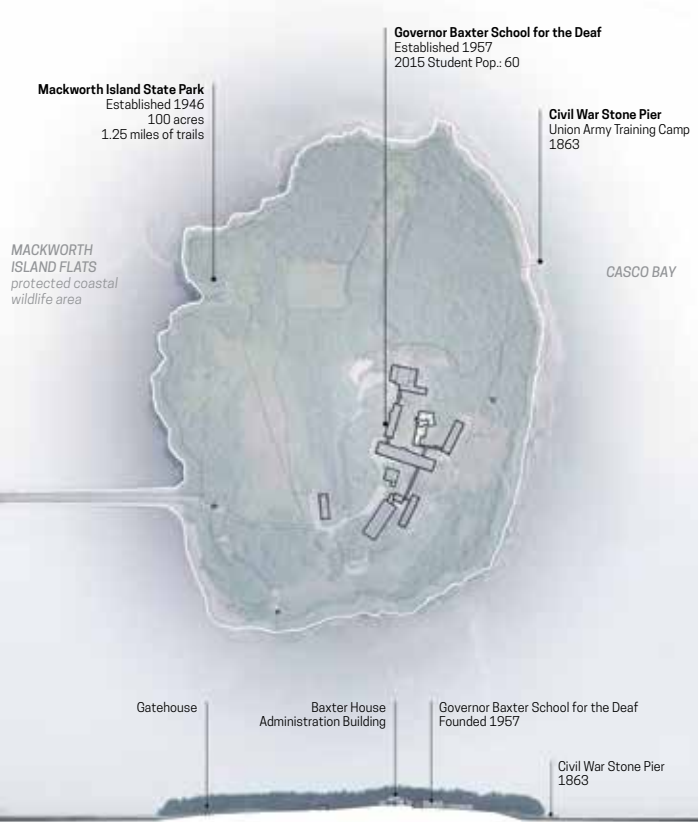 Governor Baxter School for the Deaf
Established 1957
2015 Student Pop.: 60
Mackworth Island State Park
Established 1946
100 acres
1.25 miles of trails
Civil War Stone Pier
Union Army Training Camp
1863
MACKWORTH
ISLAND FLATS
protected coastal
wildlife area
CASCO BAY
Gatehouse
Baxter House
Administration Building
Governor Baxter School for the Deaf
Founded 1957
Civil War Stone Pier
1863